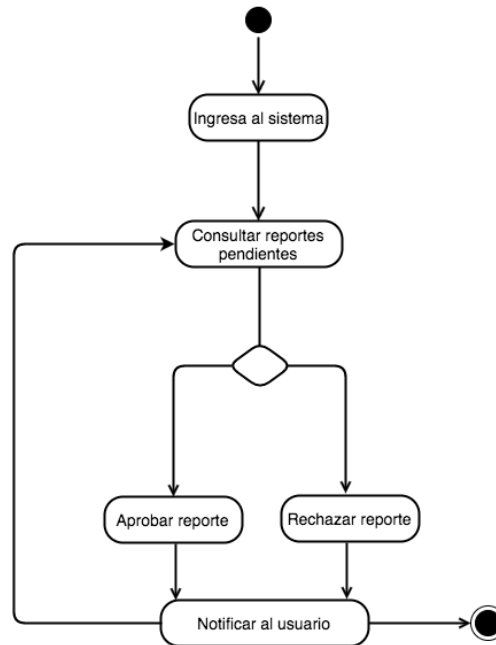 Ingresa al sistema
Consultar reportes
pendientes
Aprobar reporte
Rechazar reporte
Notificar al usuario